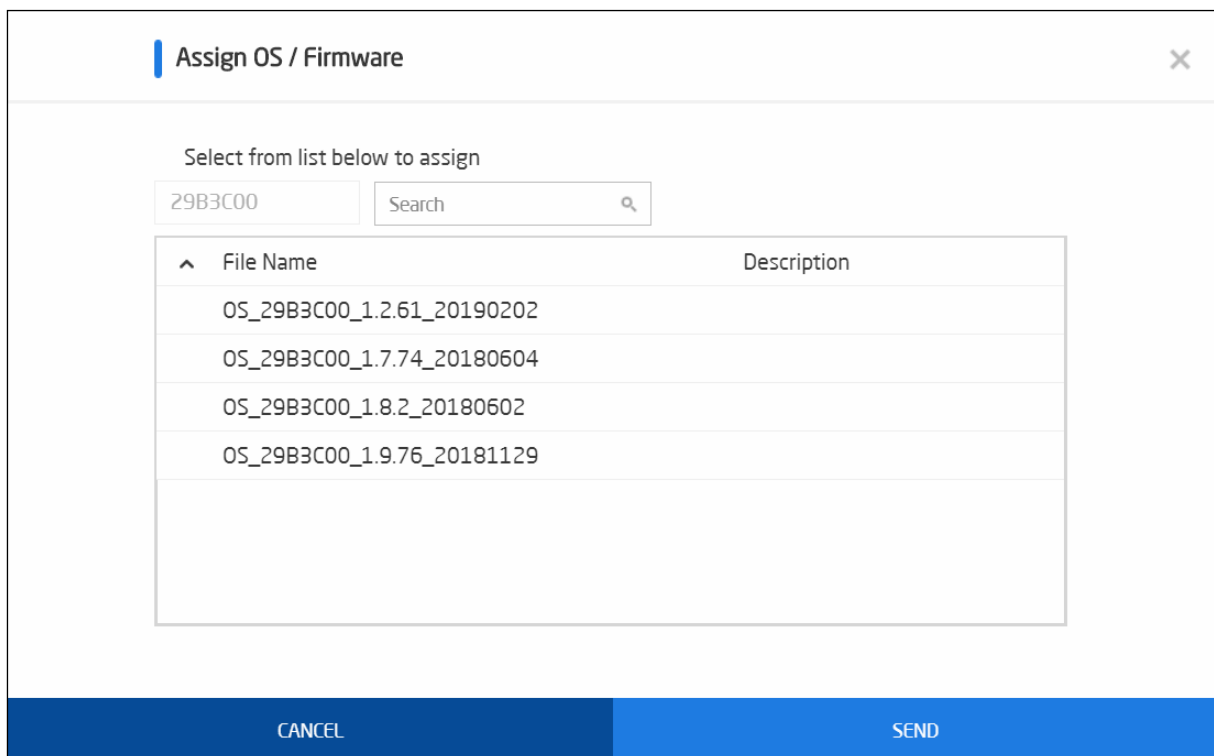 Assign OS / Firmware
Select from list below to assign
29B3C00 Search
File Name Description
OS_29B3C00_1.2.61_20190202
OS_29B3C00_1.7.74_20180604
OS_29B3C00_1.8.2_20180602
OS_29B3C00_1.9.76_20181129
CANCEL SEND